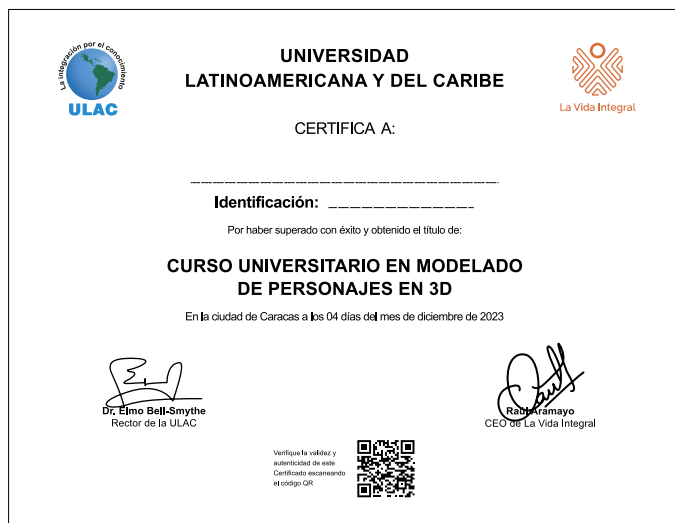 La integración por el conocimiento
ULAC
UNIVERSIDAD
LATINOAMERICANA Y DEL CARIBE
La Vida Integral
CERTIFICA A:
Identificación:
Por haber superado con éxito y obtenido el título de:
CURSO UNIVERSITARIO EN MODELADO
DE PERSONAJES EN 3D
En la ciudad de Caracas a los 04 días del mes de diciembre de 2023
Dr. Elmo Bell-Smythe
Rector de la ULAC
Raúl Aramayo
CEO de La Vida Integral
Verifique la validez y
autenticidad de este
Certificado escaneando
el código QR